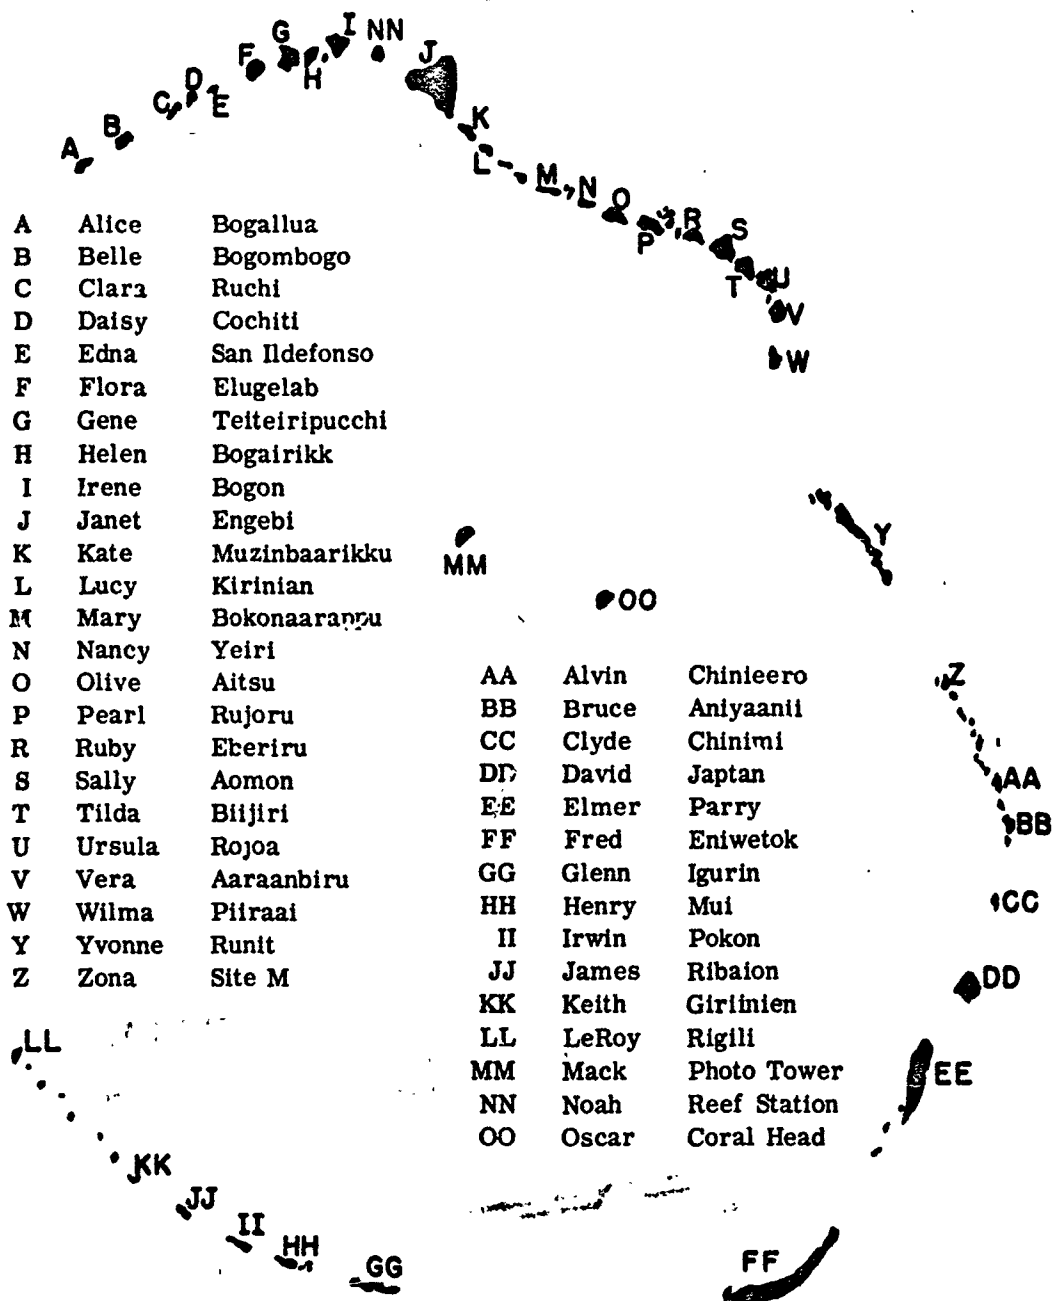 I NN
G
F H J
D
C E
B K
A L
M N
O
P R S
T U
V
W
A Alice Bogallua
B Belle Bogombogo
C Clara Ruchi
D Daisy Cochiti
E Edna San Ildefonso
F Flora Elugelab
G Gene Teiteiripucchi
H Helen Bogairikk
I Irene Bogon
J Janet Engebi
K Kate Muzinbaarikku
L Lucy Kirinian
M Mary Bokonaarappu
N Nancy Yeiri
O Olive Aitsu
P Pearl Rujoru
R Ruby Eberiru
S Sally Aomon
T Tilda Biijiri
U Ursula Rojoa
V Vera Aaraanbiru
W Wilma Piiraai
Y Yvonne Runit
Z Zona Site M
Y
MM
OO
Z
AA
BB
CC
DD
EE
AA Alvin Chinieero
BB Bruce Aniyaanii
CC Clyde Chinimi
DD David Japtan
EE Elmer Parry
FF Fred Eniwetok
GG Glenn Igurin
HH Henry Mui
II Irwin Pokon
JJ James Ribaion
KK Keith Giriinien
LL LeRoy Rigili
MM Mack Photo Tower
NN Noah Reef Station
OO Oscar Coral Head
LL
KK
JJ
II
HH
GG
FF